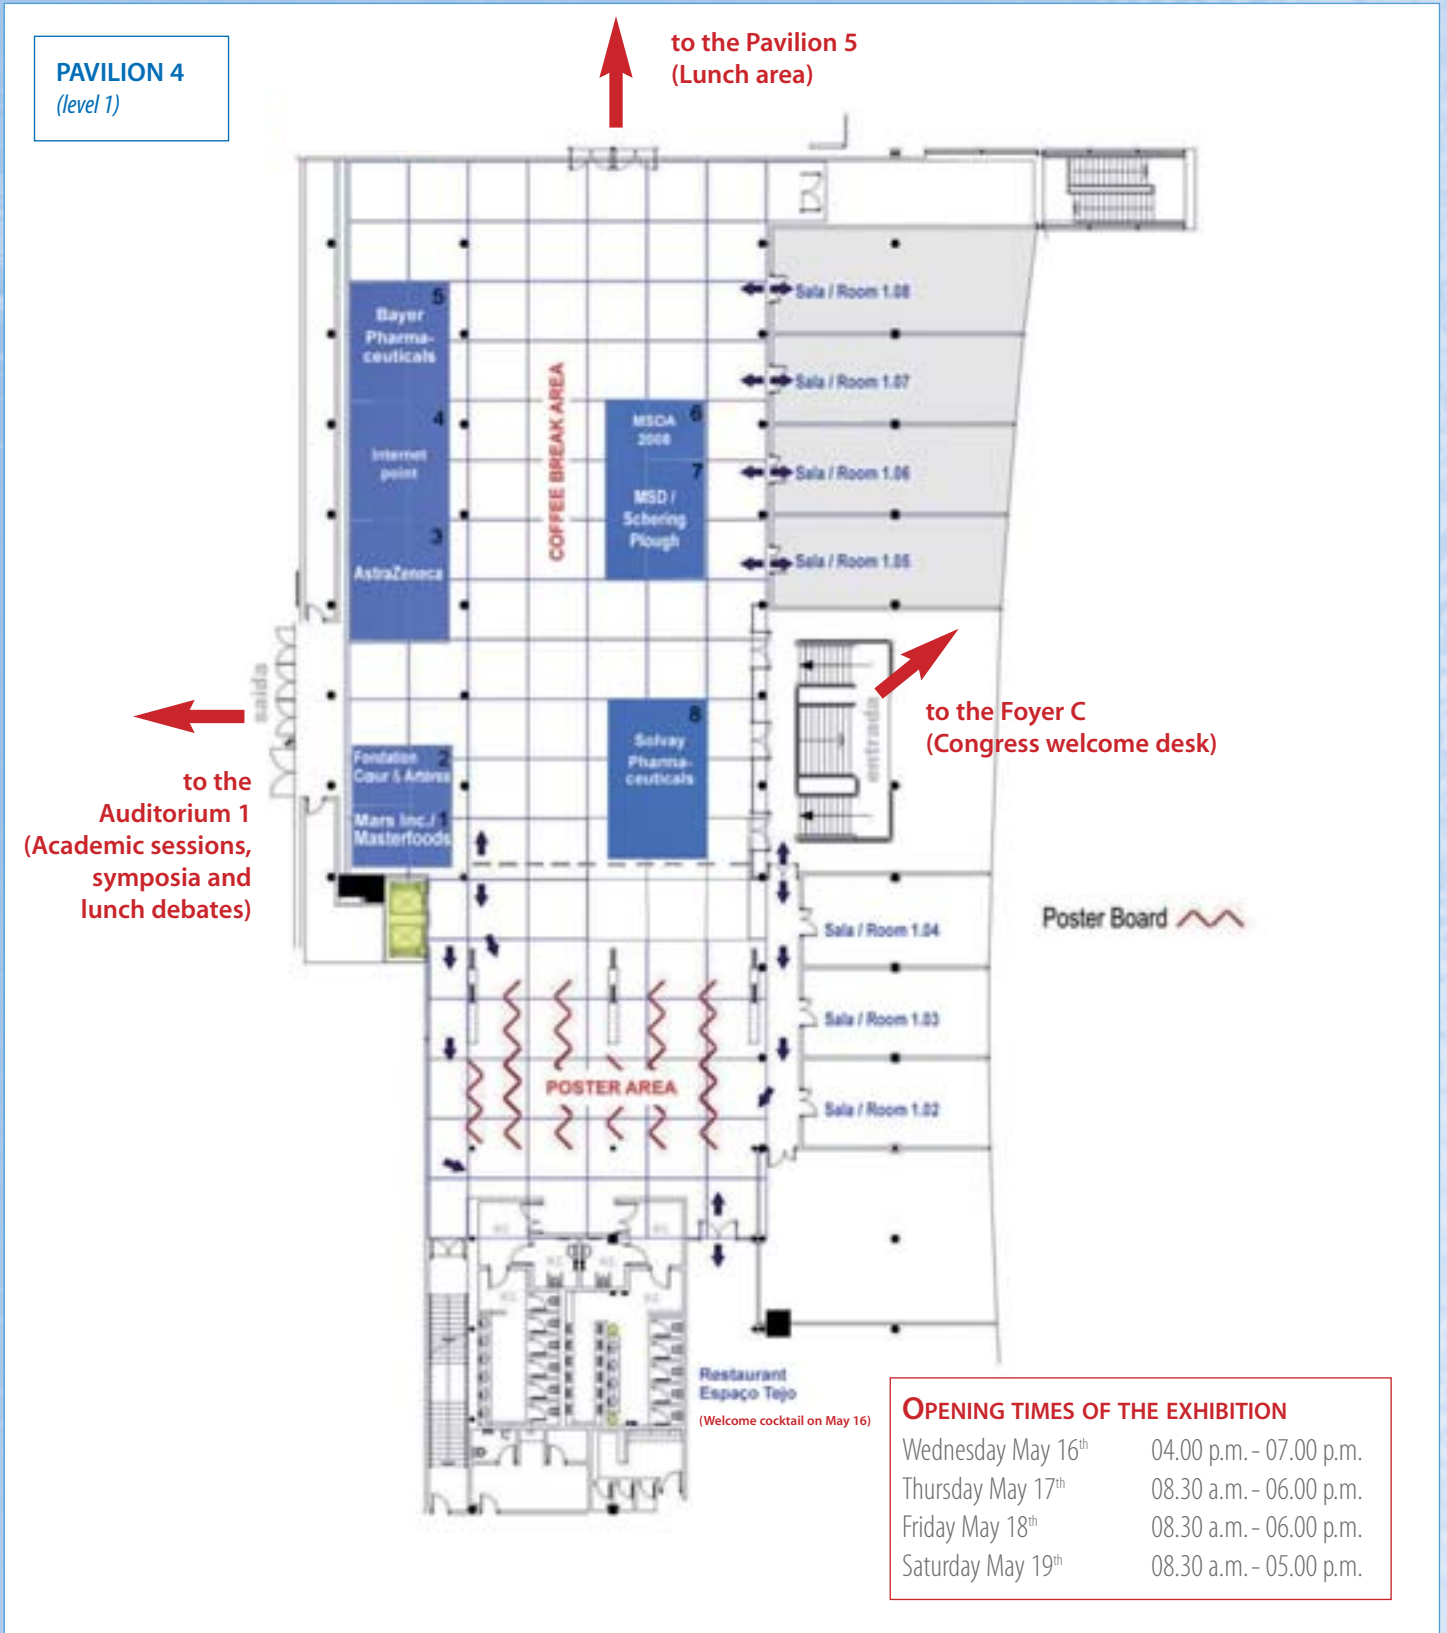 PAVILION 4
(level 1)
to the Pavilion 5
(Lunch area)
5
Bayer
Pharma-
ceuticals
4
Internet
point
3
AstraZeneca
COFFEE BREAK AREA
MSDA
2008
6
7
MSD /
Schering
Plough
Sala / Room 1.08
Sala / Room 1.07
Sala / Room 1.06
Sala / Room 1.05
saida
to the
Auditorium 1
(Academic sessions,
symposia and
lunch debates)
Fondation
Cœur & Artères
2
Mars Inc./
Masterfoods
1
8
Solvay
Pharma-
ceuticals
entrada
to the Foyer C
(Congress welcome desk)
Sala / Room 1.04
Sala / Room 1.03
Sala / Room 1.02
Poster Board
POSTER AREA
Restaurant
Espaço Tejo
(Welcome cocktail on May 16)
OPENING TIMES OF THE EXHIBITION
Wednesday May 16th 04.00 p.m. - 07.00 p.m.
Thursday May 17th 08.30 a.m. - 06.00 p.m.
Friday May 18th 08.30 a.m. - 06.00 p.m.
Saturday May 19th 08.30 a.m. - 05.00 p.m.